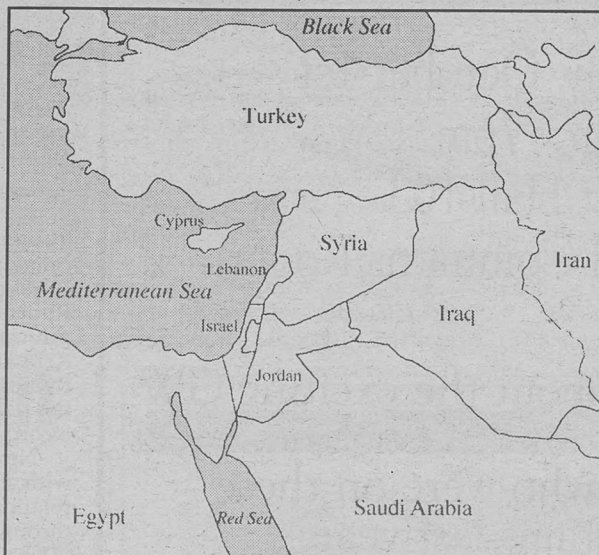 Black Sea
Turkey
Cyprus
Syria
Lebanon
Iran
Mediterranean Sea
Israel
Iraq
Jordan
Egypt
Red Sea
Saudi Arabia